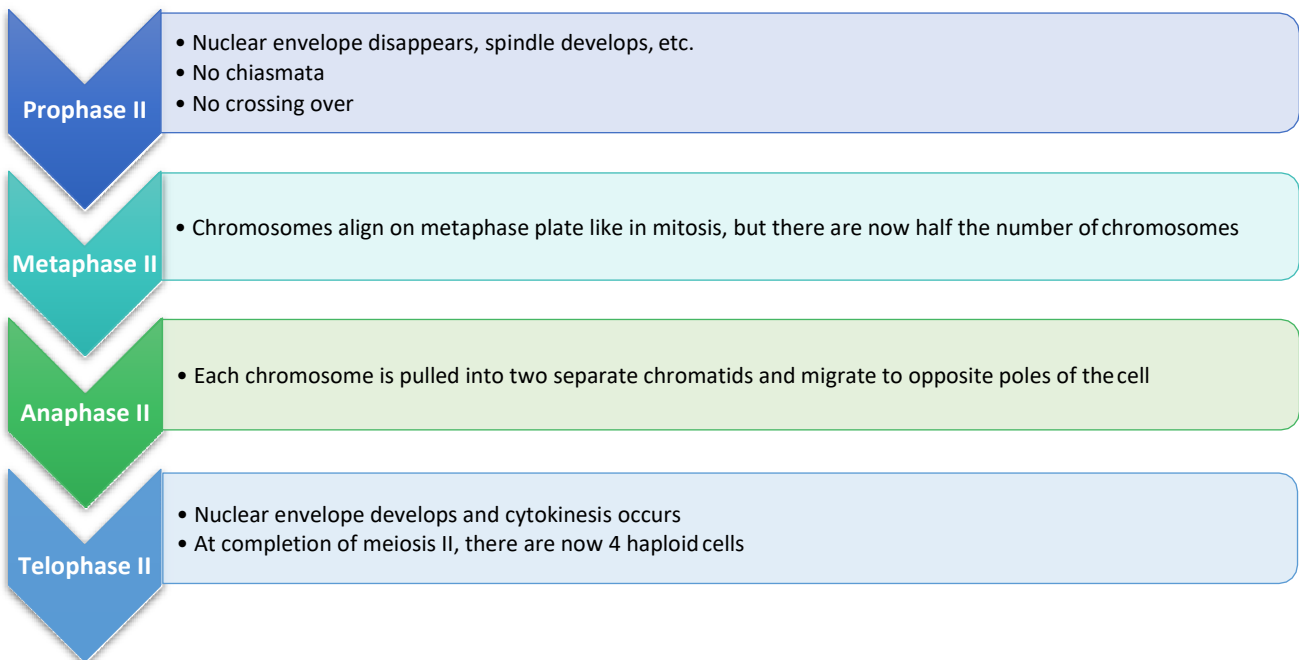 Prophase II
• Nuclear envelope disappears, spindle develops, etc.
• No chiasmata
• No crossing over
Metaphase II
• Chromosomes align on metaphase plate like in mitosis, but there are now half the number of chromosomes
Anaphase II
• Each chromosome is pulled into two separate chromatids and migrate to opposite poles of the cell
Telophase II
• Nuclear envelope develops and cytokinesis occurs
• At completion of meiosis II, there are now 4 haploid cells